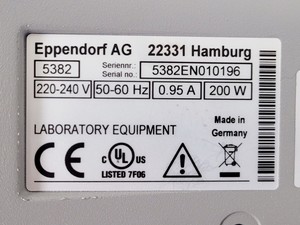 Eppendorf AG 22331 Hamburg
5382 Seriennr.: Serial no.: 5382EN010196
220-240 V 50-60 Hz 0.95 A 200 W
LABORATORY EQUIPMENT
Made in
Germany
CE C UL US LISTED 7F06